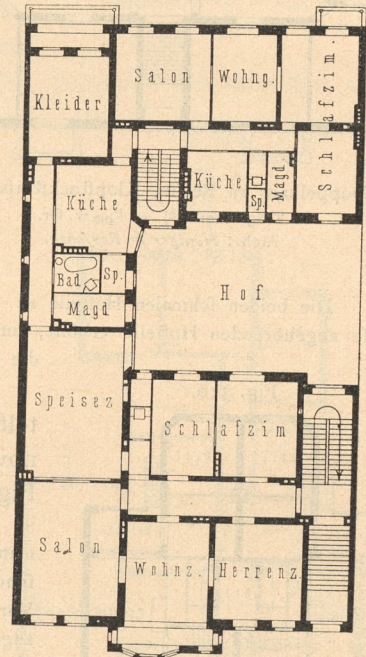 Salon
Wohng.
Schlafzim.
Kleider
Küche
Küche
Sp.
Magd
Bad
Sp.
Magd
Hof
Speisez
Schlafzim
Salon
Wohnz.
Herrenz.